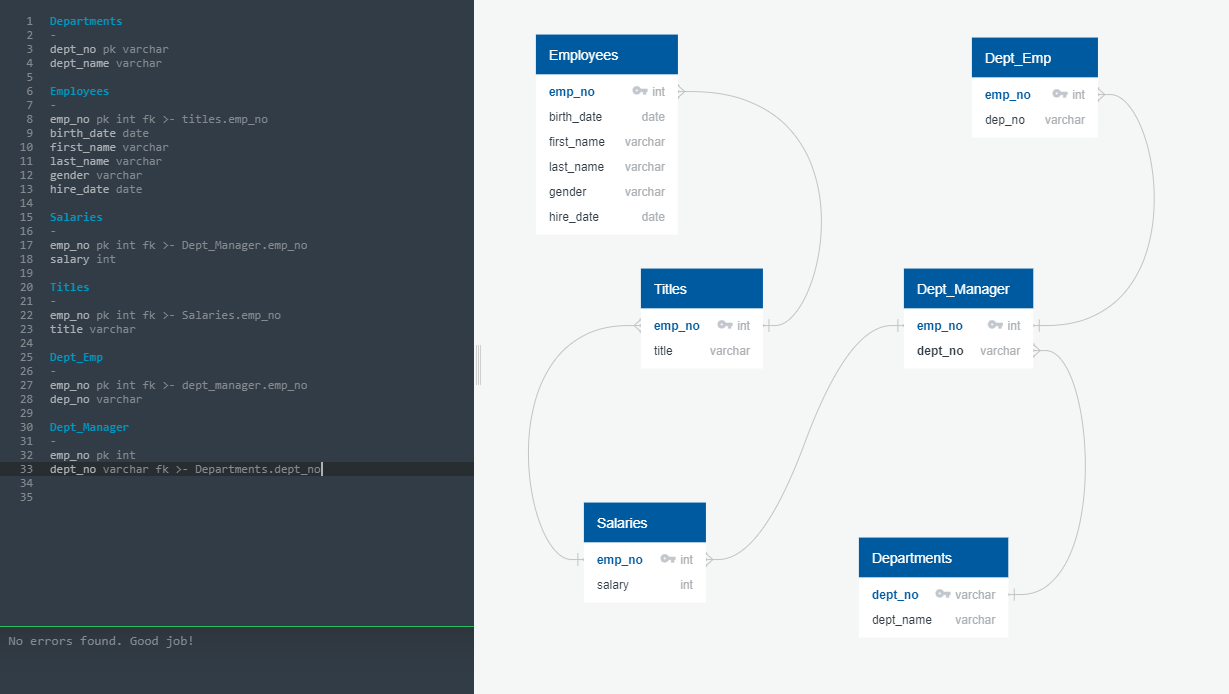 1 Departments
2 -
3 dept_no pk varchar
4 dept_name varchar
5
6 Employees
7 -
8 emp_no pk int fk >- titles.emp_no
9 birth_date date
10 first_name varchar
11 last_name varchar
12 gender varchar
13 hire_date date
14
15 Salaries
16 -
17 emp_no pk int fk >- Dept_Manager.emp_no
18 salary int
19
20 Titles
21 -
22 emp_no pk int fk >- Salaries.emp_no
23 title varchar
24
25 Dept_Emp
26 -
27 emp_no pk int fk >- dept_manager.emp_no
28 dep_no varchar
29
30 Dept_Manager
31 -
32 emp_no pk int
33 dept_no varchar fk >- Departments.dept_no
34
35
No errors found. Good job!
Employees
emp_no int
birth_date date
first_name varchar
last_name varchar
gender varchar
hire_date date
Dept_Emp
emp_no int
dep_no varchar
Titles
emp_no int
title varchar
Dept_Manager
emp_no int
dept_no varchar
Salaries
emp_no int
salary int
Departments
dept_no varchar
dept_name varchar